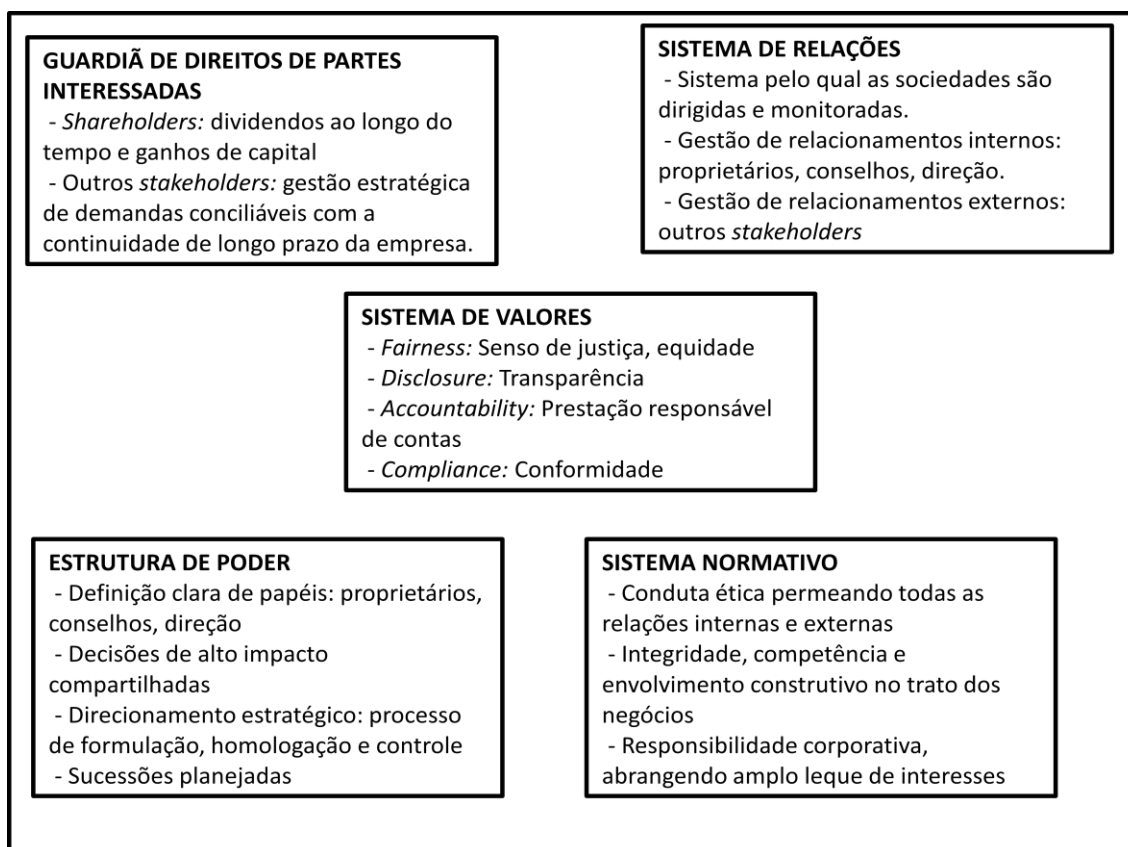 GUARDIÃ DE DIREITOS DE PARTES
INTERESSADAS
- Shareholders: dividendos ao longo do
tempo e ganhos de capital
- Outros stakeholders: gestão estratégica
de demandas conciliáveis com a
continuidade de longo prazo da empresa.
SISTEMA DE RELAÇÕES
- Sistema pelo qual as sociedades são
dirigidas e monitoradas.
- Gestão de relacionamentos internos:
proprietários, conselhos, direção.
- Gestão de relacionamentos externos:
outros stakeholders
SISTEMA DE VALORES
- Fairness: Senso de justiça, equidade
- Disclosure: Transparência
- Accountability: Prestação responsável
de contas
- Compliance: Conformidade
ESTRUTURA DE PODER
- Definição clara de papéis: proprietários,
conselhos, direção
- Decisões de alto impacto
compartilhadas
- Direcionamento estratégico: processo
de formulação, homologação e controle
- Sucessões planejadas
SISTEMA NORMATIVO
- Conduta ética permeando todas as
relações internas e externas
- Integridade, competência e
envolvimento construtivo no trato dos
negócios
- Responsabilidade corporativa,
abrangendo amplo leque de interesses